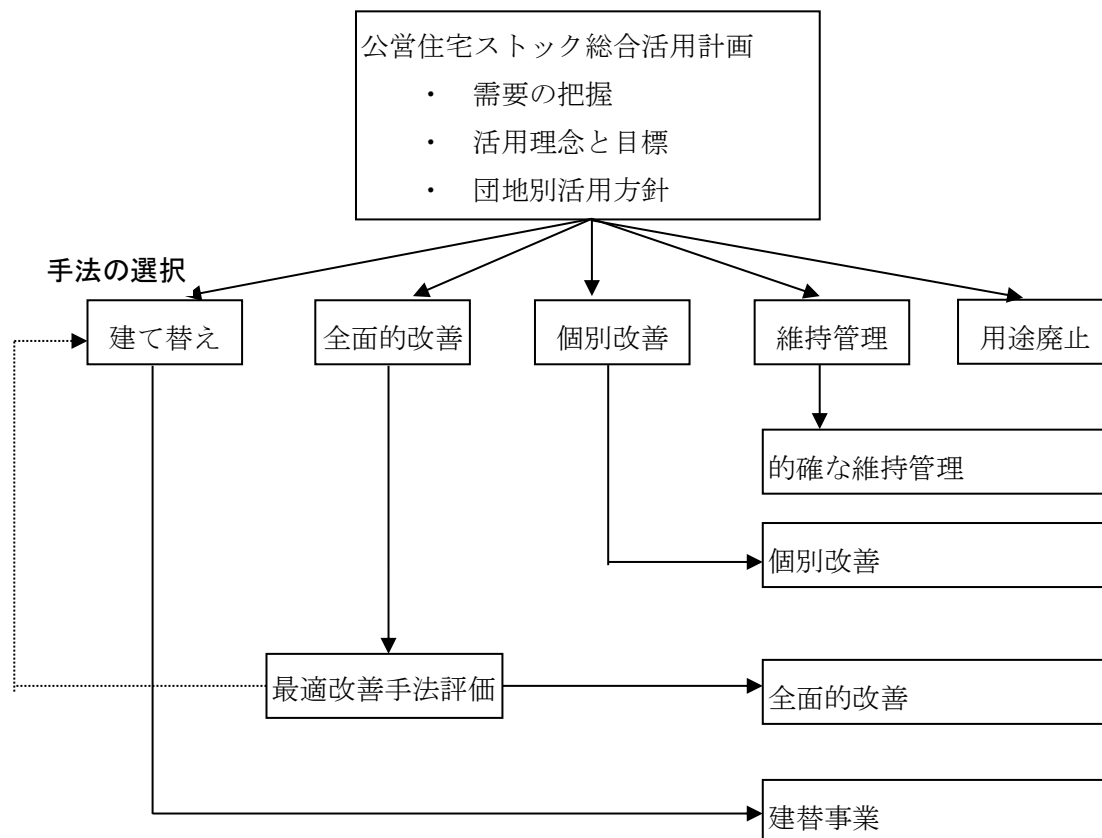 公営住宅ストック総合活用計画
・ 需要の把握
・ 活用理念と目標
・ 団地別活用方針
手法の選択
建て替え
全面的改善
個別改善
維持管理
用途廃止
的確な維持管理
個別改善
最適改善手法評価
全面的改善
建替事業